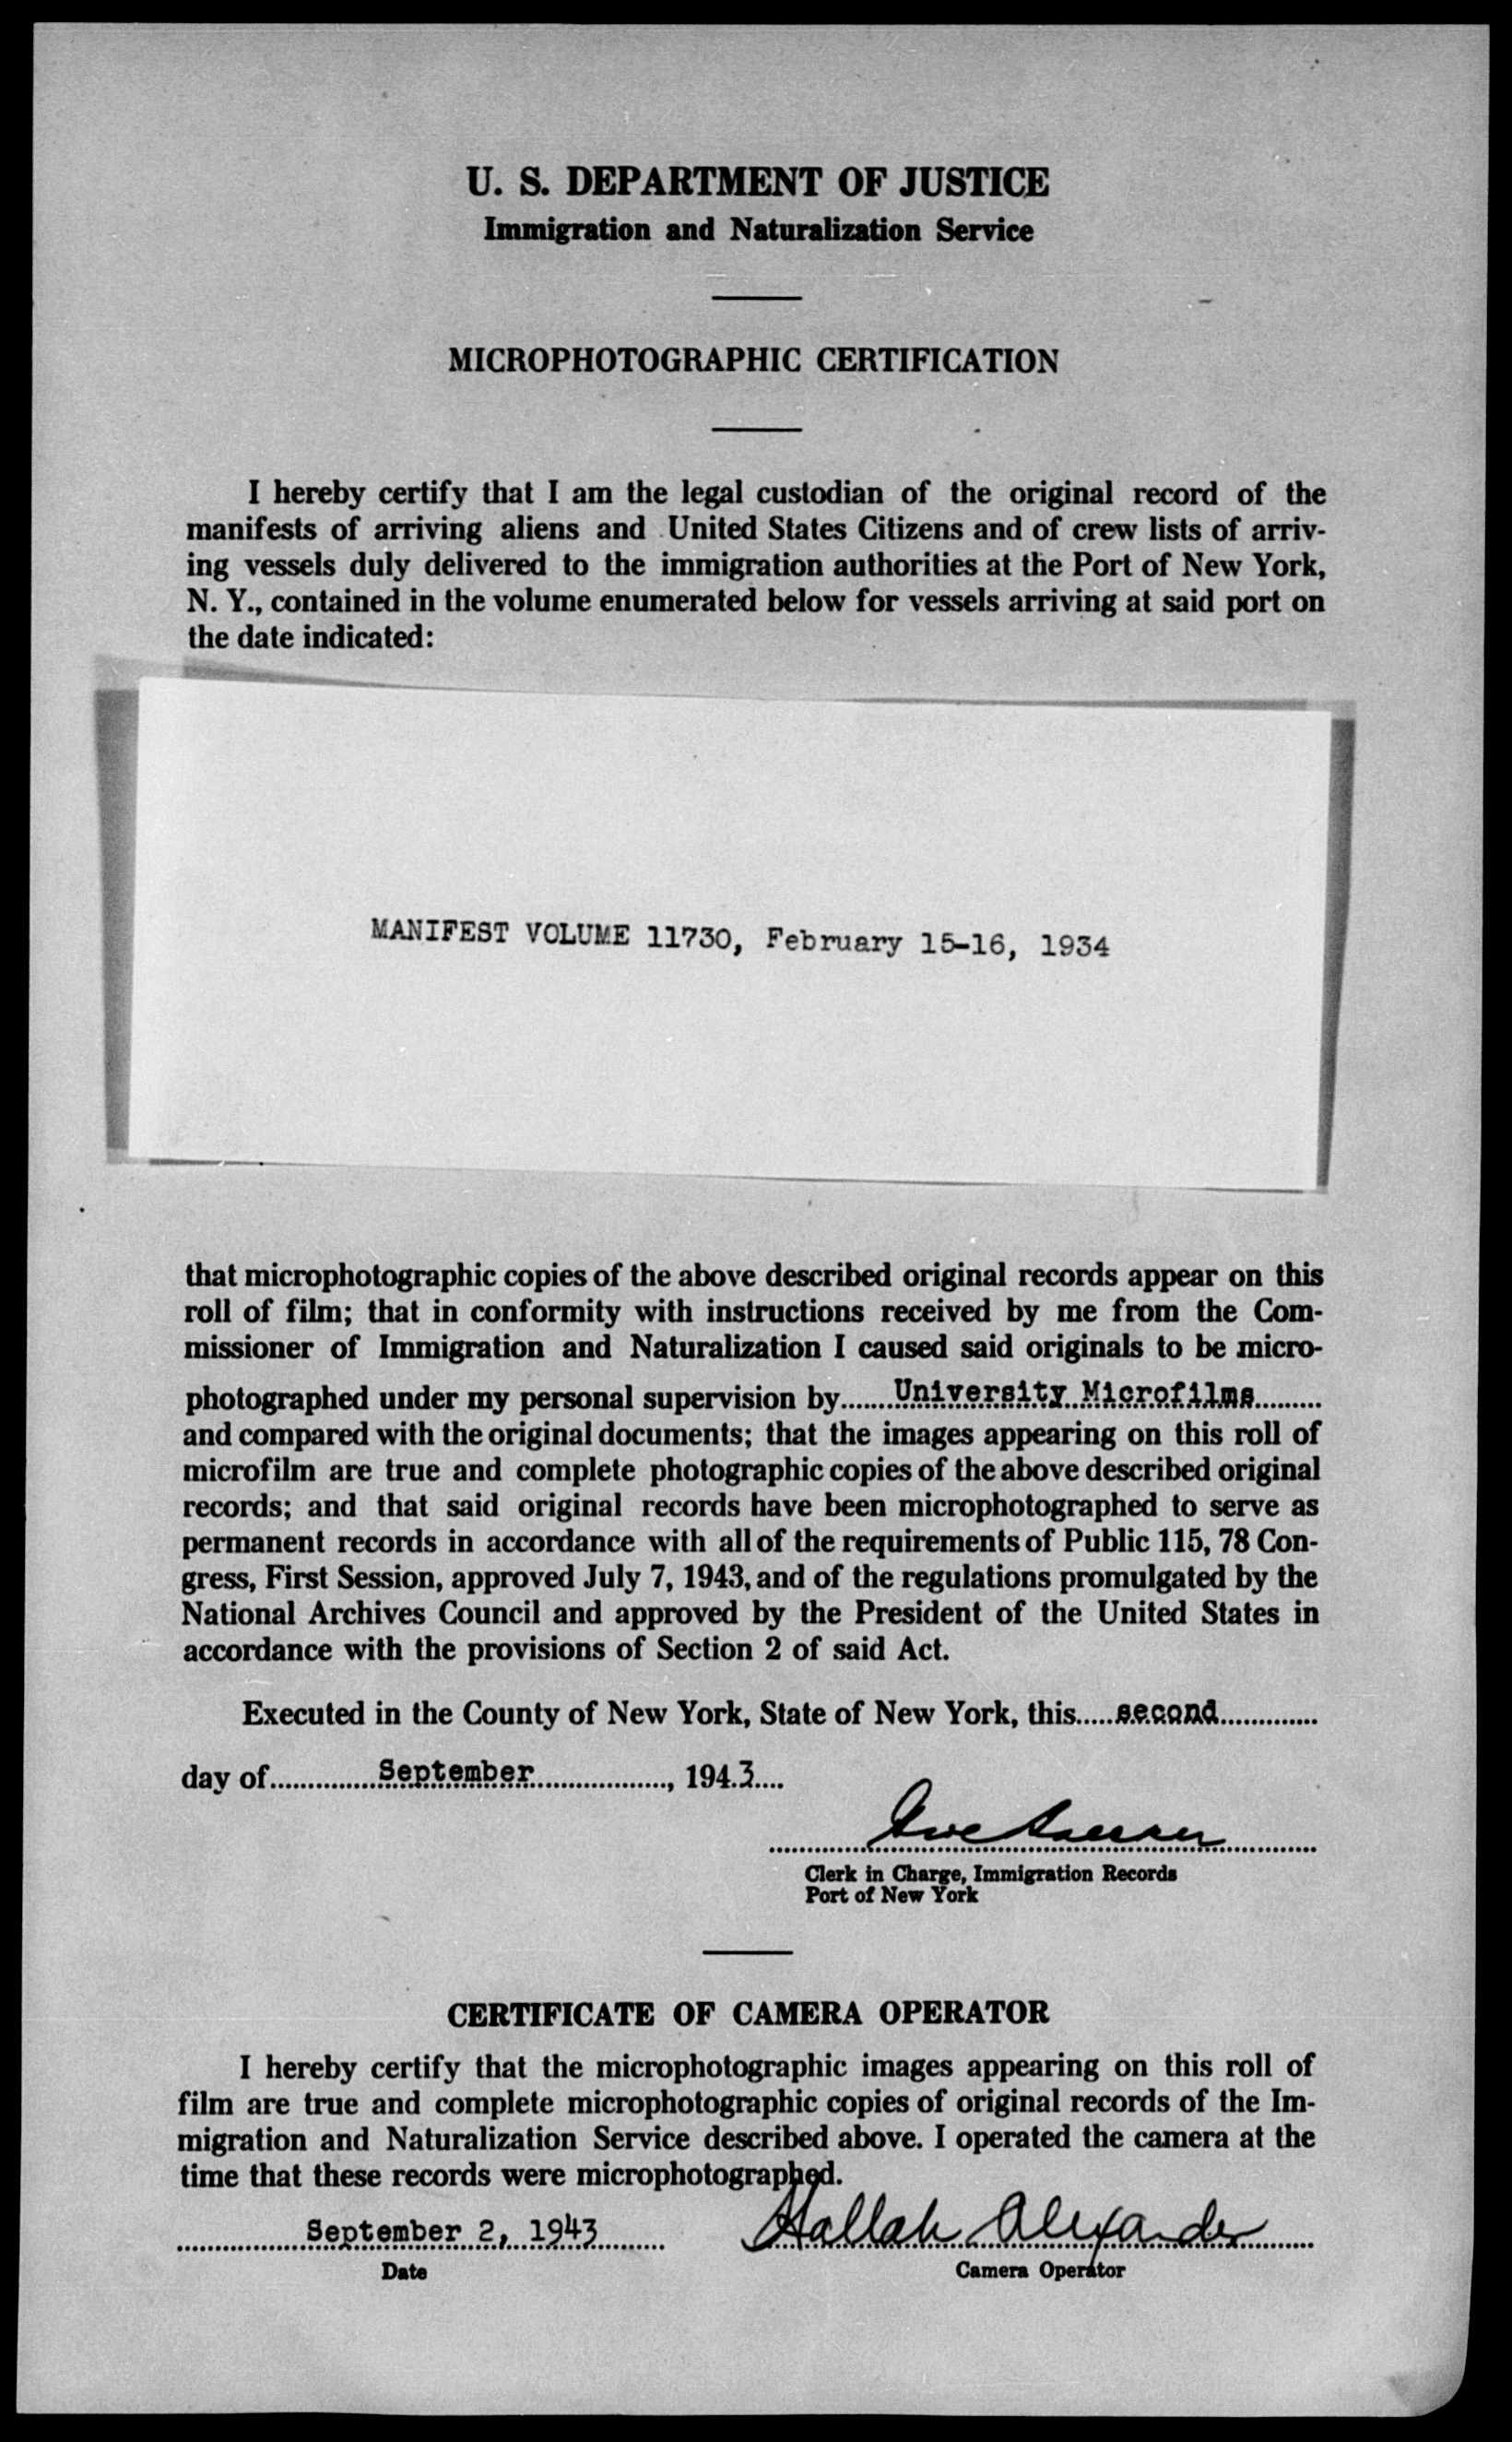 U. S. DEPARTMENT OF JUSTICE
Immigration and Naturalization Service
MICROPHOTOGRAPHIC CERTIFICATION
I hereby certify that I am the legal custodian of the original record of the
manifests of arriving aliens and United States Citizens and of crew lists of arriv-
ing vessels duly delivered to the immigration authorities at the Port of New York,
N. Y., contained in the volume enumerated below for vessels arriving at said port on
the date indicated:
MANIFEST VOLUME 11730, February 15-16, 1934
that microphotographic copies of the above described original records appear on this
roll of film; that in conformity with instructions received by me from the Com-
missioner of Immigration and Naturalization I caused said originals to be micro-
photographed under my personal supervision by......University Microfilms.........
and compared with the original documents; that the images appearing on this roll of
microfilm are true and complete photographic copies of the above described original
records; and that said original records have been microphotographed to serve as
permanent records in accordance with all of the requirements of Public 115, 78 Con-
gress, First Session, approved July 7, 1943, and of the regulations promulgated by the
National Archives Council and approved by the President of the United States in
accordance with the provisions of Section 2 of said Act.
Executed in the County of New York, State of New York, this.....second..............
day of...............September..................., 194.3....
Clerk in Charge, Immigration Records
Port of New York
CERTIFICATE OF CAMERA OPERATOR
I hereby certify that the microphotographic images appearing on this roll of
film are true and complete microphotographic copies of original records of the Im-
migration and Naturalization Service described above. I operated the camera at the
time that these records were microphotographed.
September 2, 1943 Hallah Alexander
Date
Camera Operator